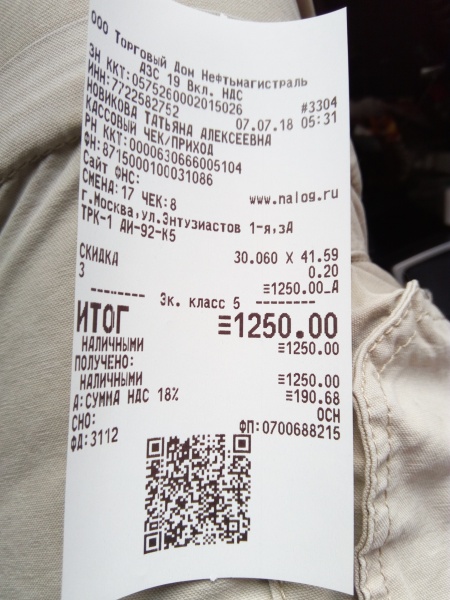 ООО Торговый Дом Нефтьмагистраль
АЗС 19 Вкл. НДС
ЗН ККТ:0575260002015026 #3304
ИНН:7722582752 07.07.18 05:31
НОВИКОВА ТАТЬЯНА АЛЕКСЕЕВНА
КАССОВЫЙ ЧЕК/ПРИХОД
РН ККТ:0000630666005104
ФН:8715000100031086
Сайт ФНС: www.nalog.ru
СМЕНА:17 ЧЕК:8
г.Москва,ул.Энтузиастов 1-я,3А
ТРК-1 АИ-92-К5
30.060 X 41.59
СКИДКА 0.20
3 ≡1250.00_А
-------- Эк. класс 5 --------
ИТОГ ≡1250.00
НАЛИЧНЫМИ ≡1250.00
ПОЛУЧЕНО:
НАЛИЧНЫМИ ≡1250.00
А:СУММА НДС 18% ≡190.68
СНО: ОСН
ФД:3112 ФП:0700688215